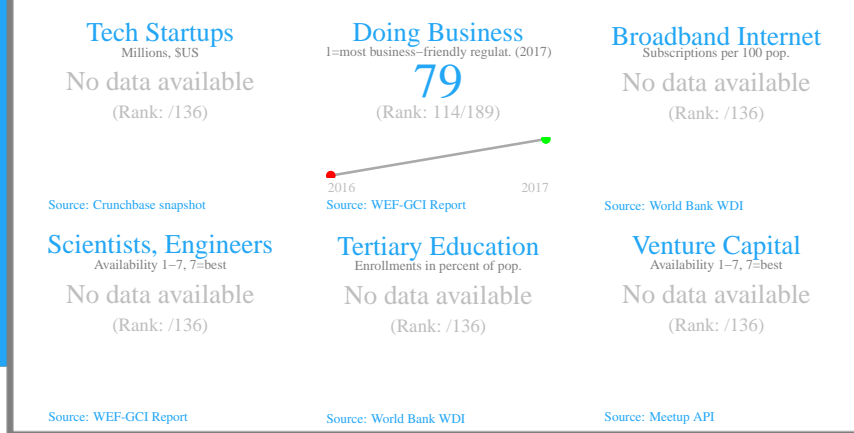 Tech Startups
Millions, $US
No data available
(Rank: /136)
Source: Crunchbase snapshot
Doing Business
1=most business−friendly regulat. (2017)
79
(Rank: 114/189)
2016 2017
Source: WEF-GCI Report
Broadband Internet
Subscriptions per 100 pop.
No data available
(Rank: /136)
Source: World Bank WDI
Scientists, Engineers
Availability 1−7, 7=best
No data available
(Rank: /136)
Source: WEF-GCI Report
Tertiary Education
Enrollments in percent of pop.
No data available
(Rank: /136)
Source: World Bank WDI
Venture Capital
Availability 1−7, 7=best
No data available
(Rank: /136)
Source: Meetup API